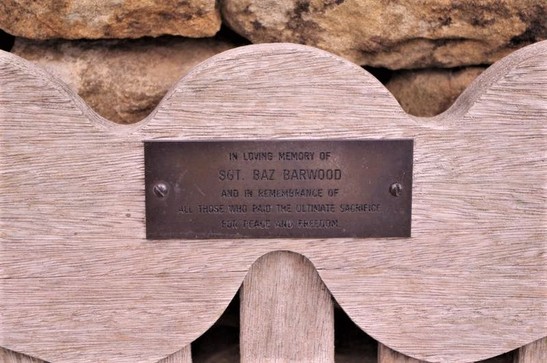 IN LOVING MEMORY OF
SGT. BAZ BARWOOD
AND IN REMEMBRANCE OF
ALL THOSE WHO PAID THE ULTIMATE SACRIFICE
FOR PEACE AND FREEDOM